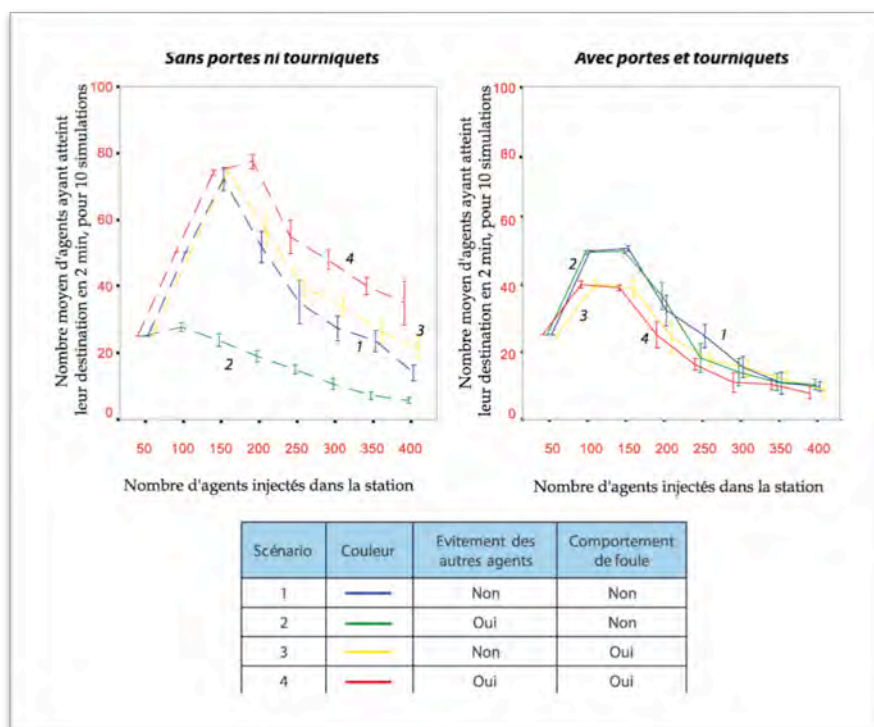 Sans portes ni tourniquets
Nombre moyen d'agents ayant atteint
leur destination en 2 min, pour 10 simulations
100
80
60
40
20
0
4
3
1
2
50 100 150 200 250 300 350 400
Nombre d'agents injectés dans la station
Avec portes et tourniquets
Nombre moyen d'agents ayant atteint
leur destination en 2 min, pour 10 simulations
100
80
60
40
20
0
2
1
3
4
50 100 150 200 250 300 350 400
Nombre d'agents injectés dans la station
Scénario Couleur Evitement des autres agents Comportement de foule
1 Non Non
2 Oui Non
3 Non Oui
4 Oui Oui